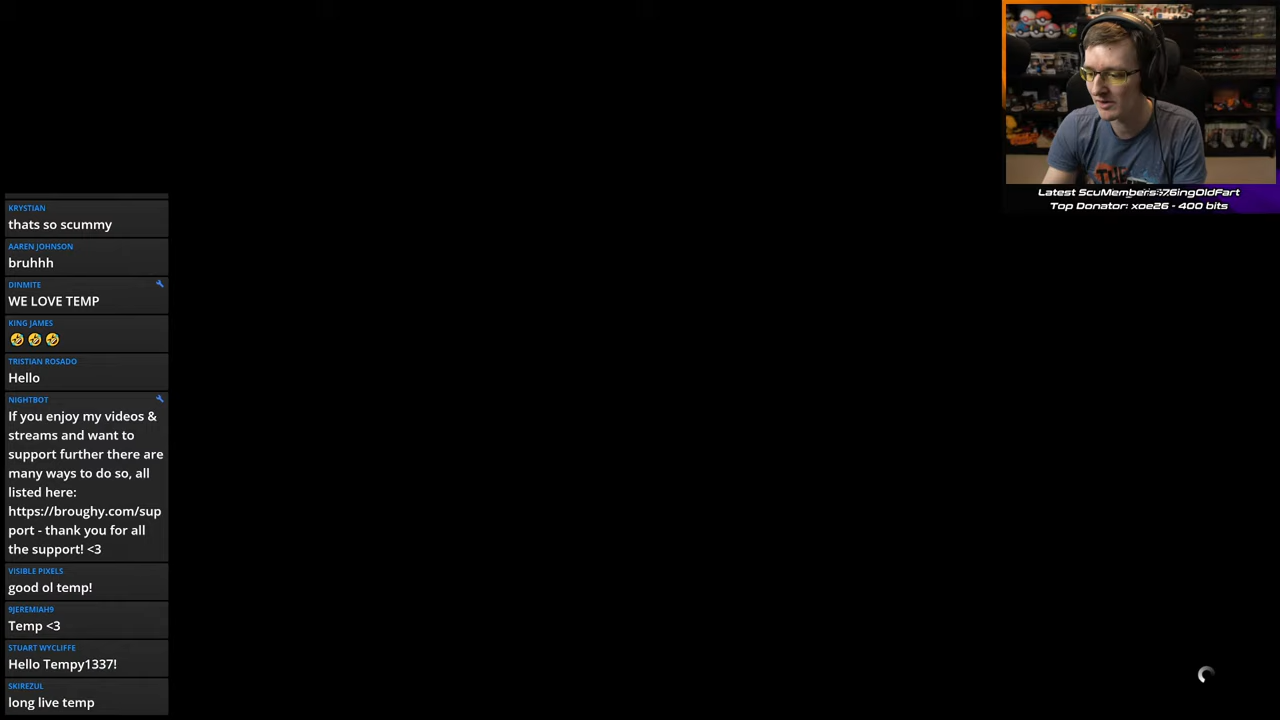 KRYSTIAN
thats so scummy
AAREN JOHNSON
bruhhh
DINMITE
WE LOVE TEMP
KING JAMES
🤣 🤣 🤣
TRISTIAN ROSADO
Hello
NIGHTBOT
If you enjoy my videos &
streams and want to
support further there are
many ways to do so, all
listed here:
https://broughy.com/sup
port - thank you for all
the support! <3
VISIBLE PIXELS
good ol temp!
9JEREMIAH9
Temp <3
STUART WYCLIFFE
Hello Tempy1337!
SKIREZUL
long live temp
Top Donator: xoe26 - 400 bits